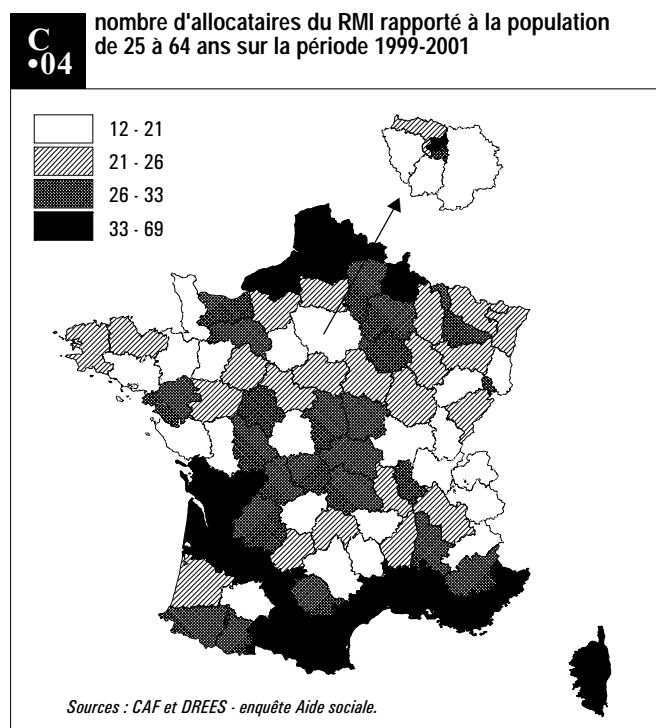 C
•04
nombre d'allocataires du RMI rapporté à la population
de 25 à 64 ans sur la période 1999-2001
12 - 21
21 - 26
26 - 33
33 - 69
Sources : CAF et DREES - enquête Aide sociale.